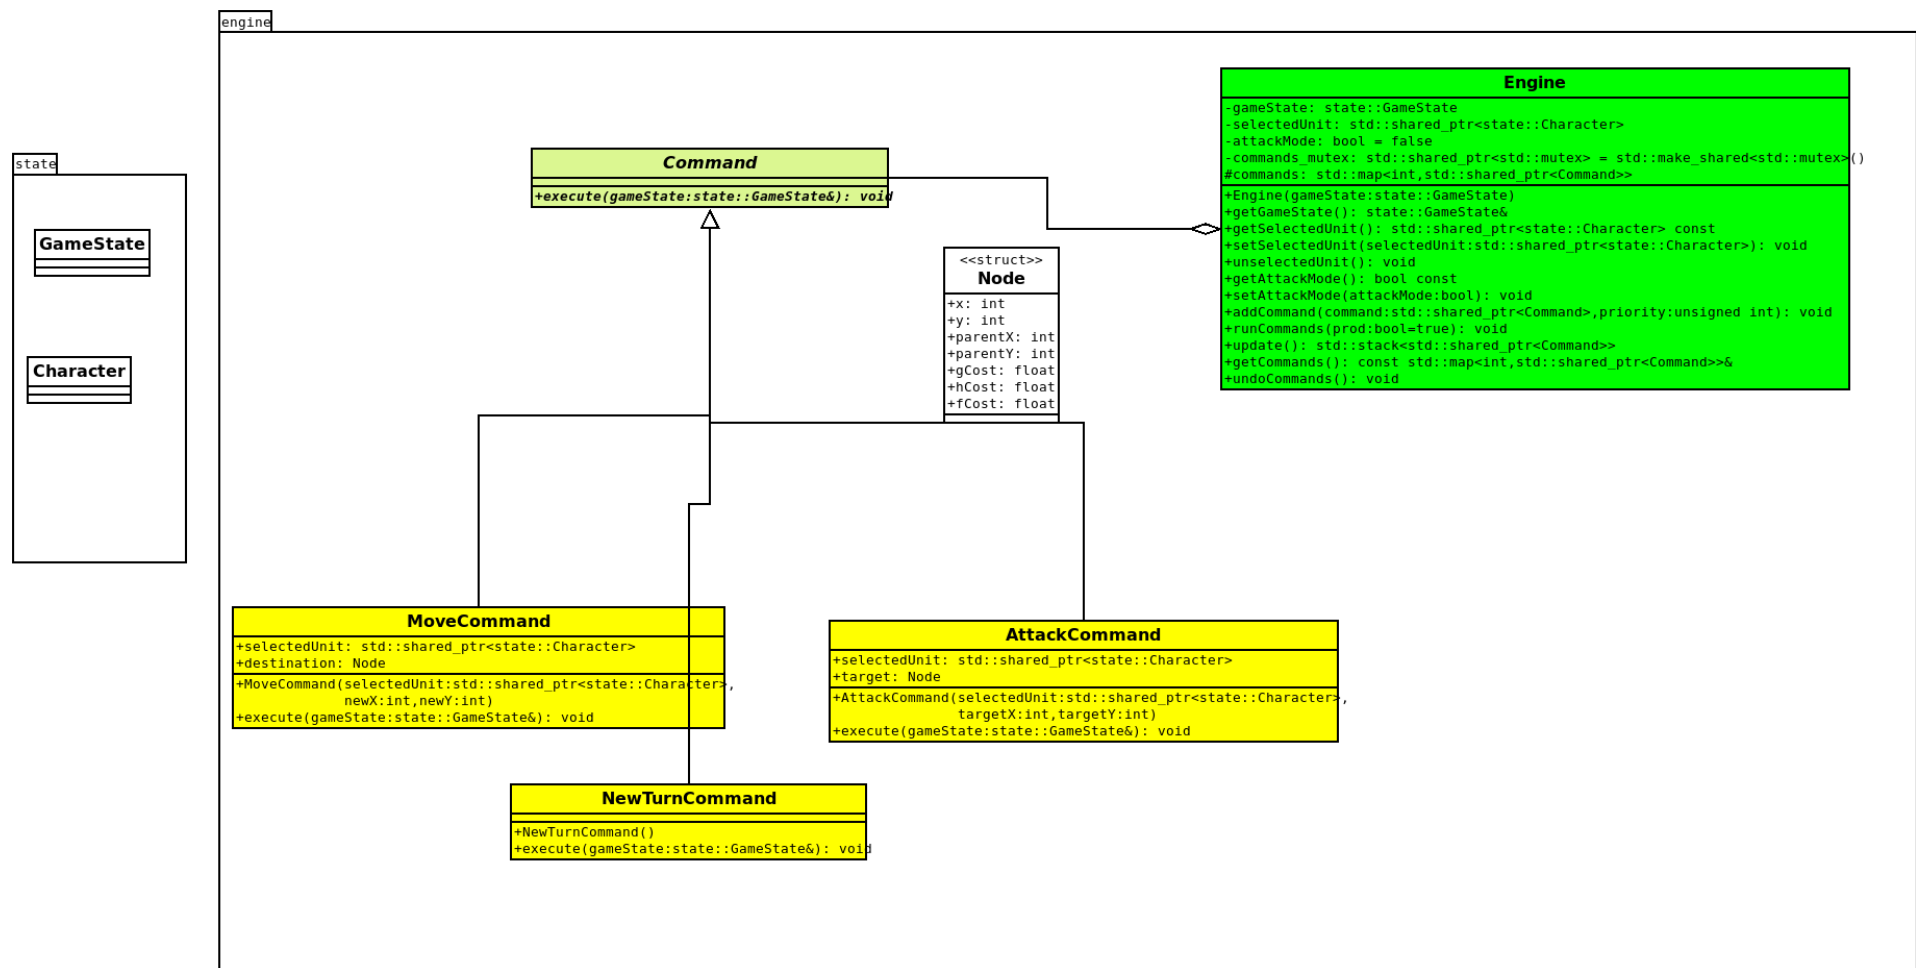 engine
state
GameState
Character
Command
+execute(gameState:state::GameState&): void
<<struct>>
Node
+x: int
+y: int
+parentX: int
+parentY: int
+gCost: float
+hCost: float
+fCost: float
Engine
-gameState: state::GameState
-selectedUnit: std::shared_ptr<state::Character>
-attackMode: bool = false
-commands_mutex: std::shared_ptr<std::mutex> = std::make_shared<std::mutex>()
#commands: std::map<int,std::shared_ptr<Command>>
+Engine(gameState:state::GameState)
+getGameState(): state::GameState&
+getSelectedUnit(): std::shared_ptr<state::Character> const
+setSelectedUnit(selectedUnit:std::shared_ptr<state::Character>): void
+unselectedUnit(): void
+getAttackMode(): bool const
+setAttackMode(attackMode:bool): void
+addCommand(command:std::shared_ptr<Command>,priority:unsigned int): void
+runCommands(prod:bool=true): void
+update(): std::stack<std::shared_ptr<Command>>
+getCommands(): const std::map<int,std::shared_ptr<Command>>&
+undoCommands(): void
MoveCommand
+selectedUnit: std::shared_ptr<state::Character>
+destination: Node
+MoveCommand(selectedUnit:std::shared_ptr<state::Character>,
newX:int,newY:int)
+execute(gameState:state::GameState&): void
AttackCommand
+selectedUnit: std::shared_ptr<state::Character>
+target: Node
+AttackCommand(selectedUnit:std::shared_ptr<state::Character>,
targetX:int,targetY:int)
+execute(gameState:state::GameState&): void
NewTurnCommand
+NewTurnCommand()
+execute(gameState:state::GameState&): void